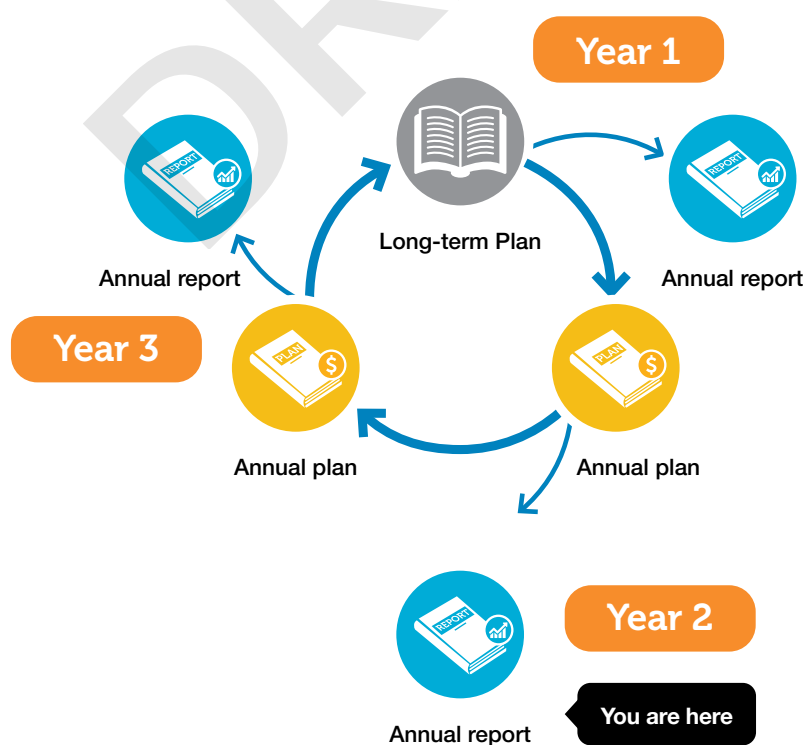 Year 1
REPORT
REPORT
Long-term Plan
Annual report
Annual report
Year 3
PLAN
$
PLAN
$
Annual plan
Annual plan
REPORT
Year 2
You are here
Annual report